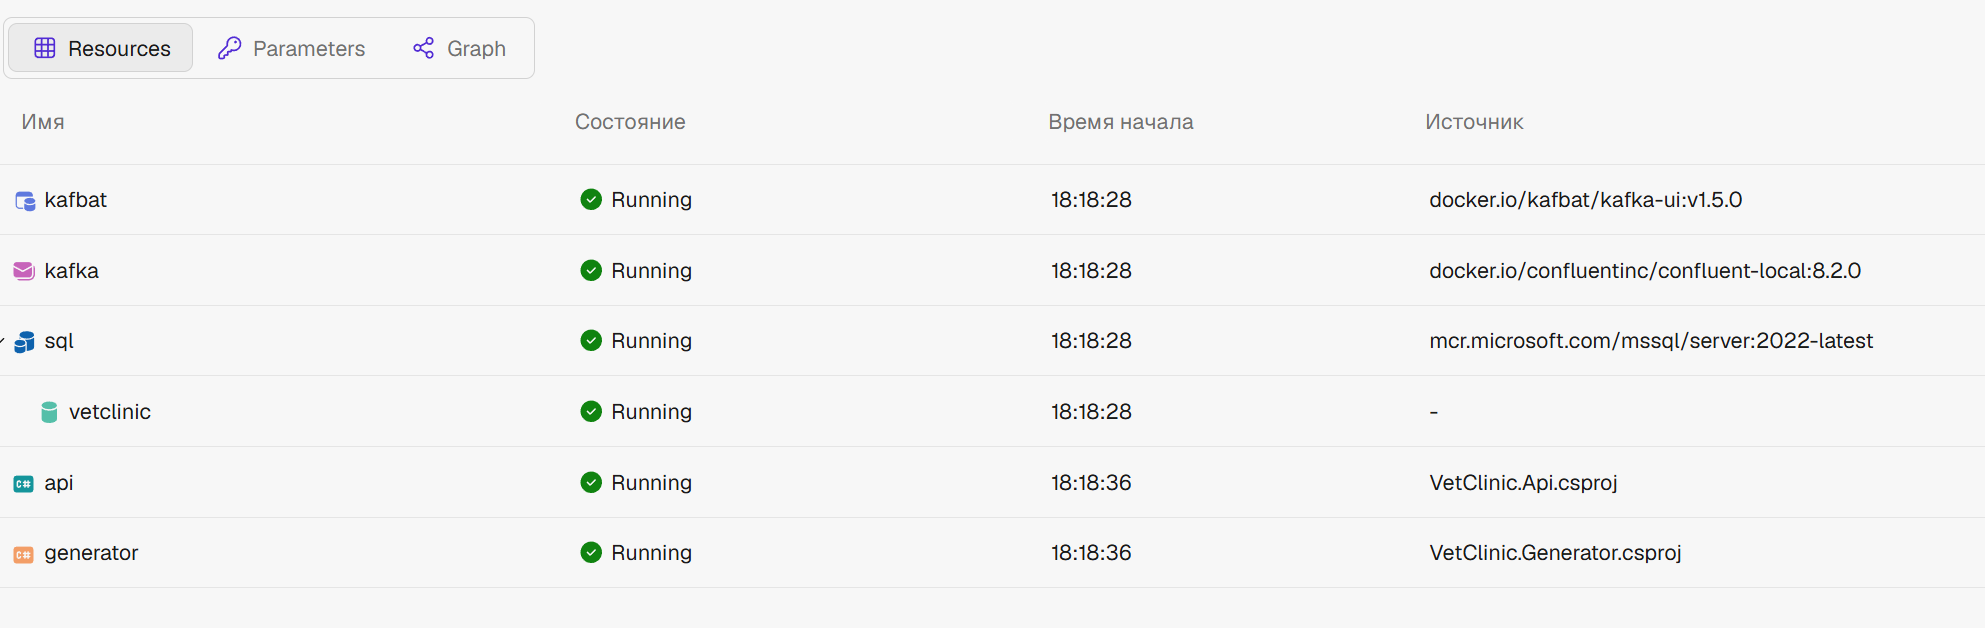 Resources Parameters Graph
Имя Состояние Время начала Источник
kafbat Running 18:18:28 docker.io/kafbat/kafka-ui:v1.5.0
kafka Running 18:18:28 docker.io/confluentinc/confluent-local:8.2.0
sql Running 18:18:28 mcr.microsoft.com/mssql/server:2022-latest
vetclinic Running 18:18:28 -
C# api Running 18:18:36 VetClinic.Api.csproj
C# generator Running 18:18:36 VetClinic.Generator.csproj